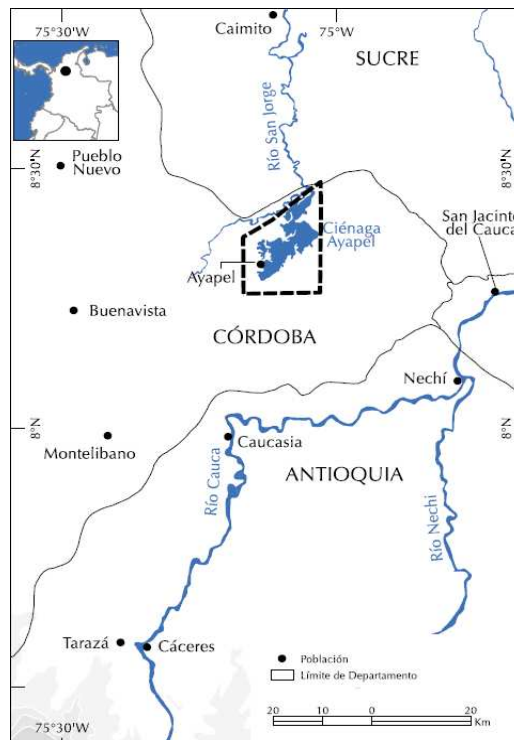 75°30'W
75°W
Caimito
SUCRE
Río San Jorge
8°30'N
Pueblo
Nuevo
8°30'N
San Jacinto
del Cauca
Ciénaga
Ayapel
Ayapel
Buenavista
CÓRDOBA
Nechí
8°N
8°N
Montelibano
Caucasia
ANTIOQUIA
Río Cauca
Río Nechi
Tarazá
Cáceres
Población
Límite de Departamento
75°30'W
20
10
0
20
Km